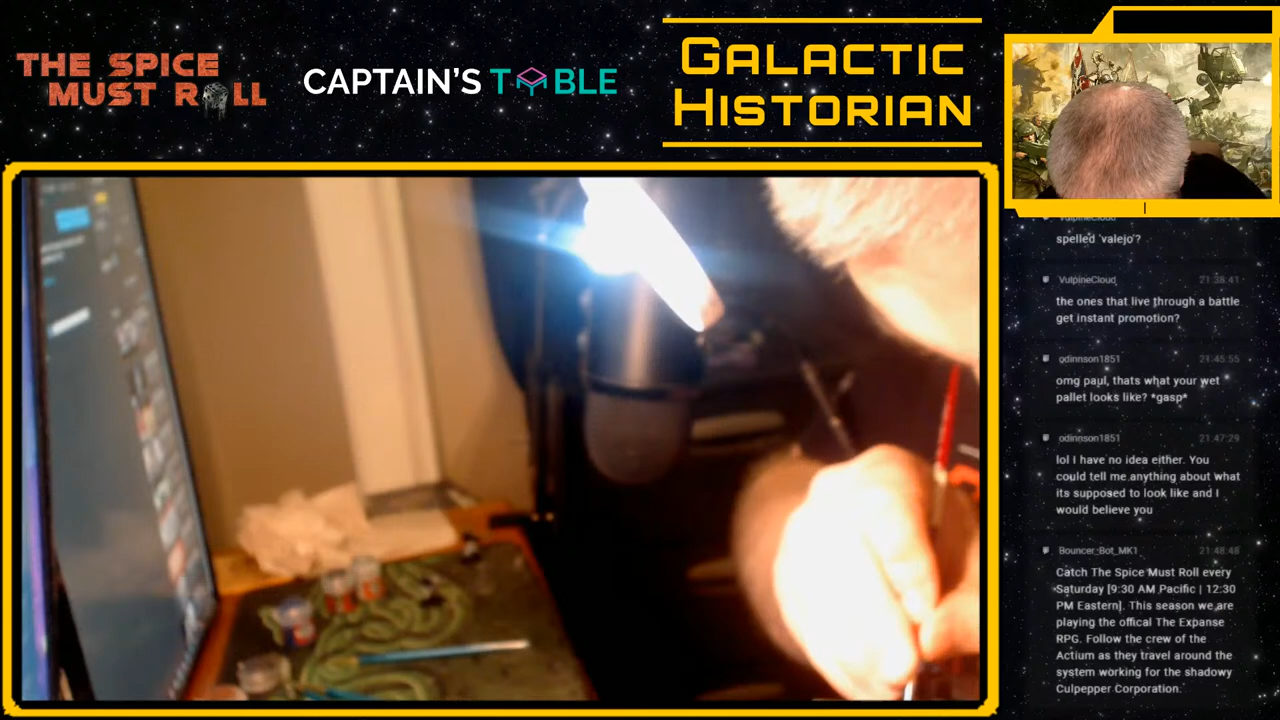 THE SPICE
MUST ROLL
CAPTAIN'S TABLE
GALACTIC
HISTORIAN
VulpineCloud
spelled 'valejo'?
VulpineCloud 21:38:41
the ones that live through a battle
get instant promotion?
odinnson1851 21:45:55
omg paul, thats what your wet
pallet looks like? *gasp*
odinnson1851 21:47:29
lol I have no idea either. You
could tell me anything about what
its supposed to look like and I
would believe you
Bouncer_Bot_MK1 21:48:48
Catch The Spice Must Roll every
Saturday [9:30 AM Pacific | 12:30
PM Eastern]. This season we are
playing the offical The Expanse
RPG. Follow the crew of the
Actium as they travel around the
system working for the shadowy
Culpepper Corporation.